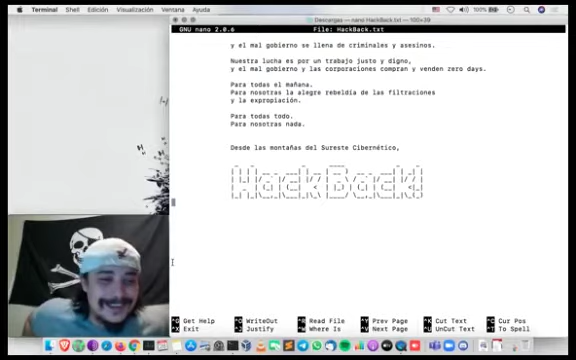 Terminal Shell Edición Visualización Ventana Ayuda
100%
Descargas — nano HackBack.txt — 105×39
GNU nano 2.0.6 File: HackBack.txt
y el mal gobierno se llena de criminales y asesinos.
Nuestra lucha es por un trabajo justo y digno,
y el mal gobierno y las corporaciones compran y venden zero days.
Para todas el mañana.
Para nosotras la alegre rebeldía de las filtraciones
y la expropiación.
Para todas todo.
Para nosotras nada.
Desde las montañas del Sureste Cibernético,
Hack Back!
^G Get Help ^O WriteOut ^R Read File ^Y Prev Page ^K Cut Text ^C Cur Pos
^X Exit ^J Justify ^W Where Is ^V Next Page ^U UnCut Text ^T To Spell